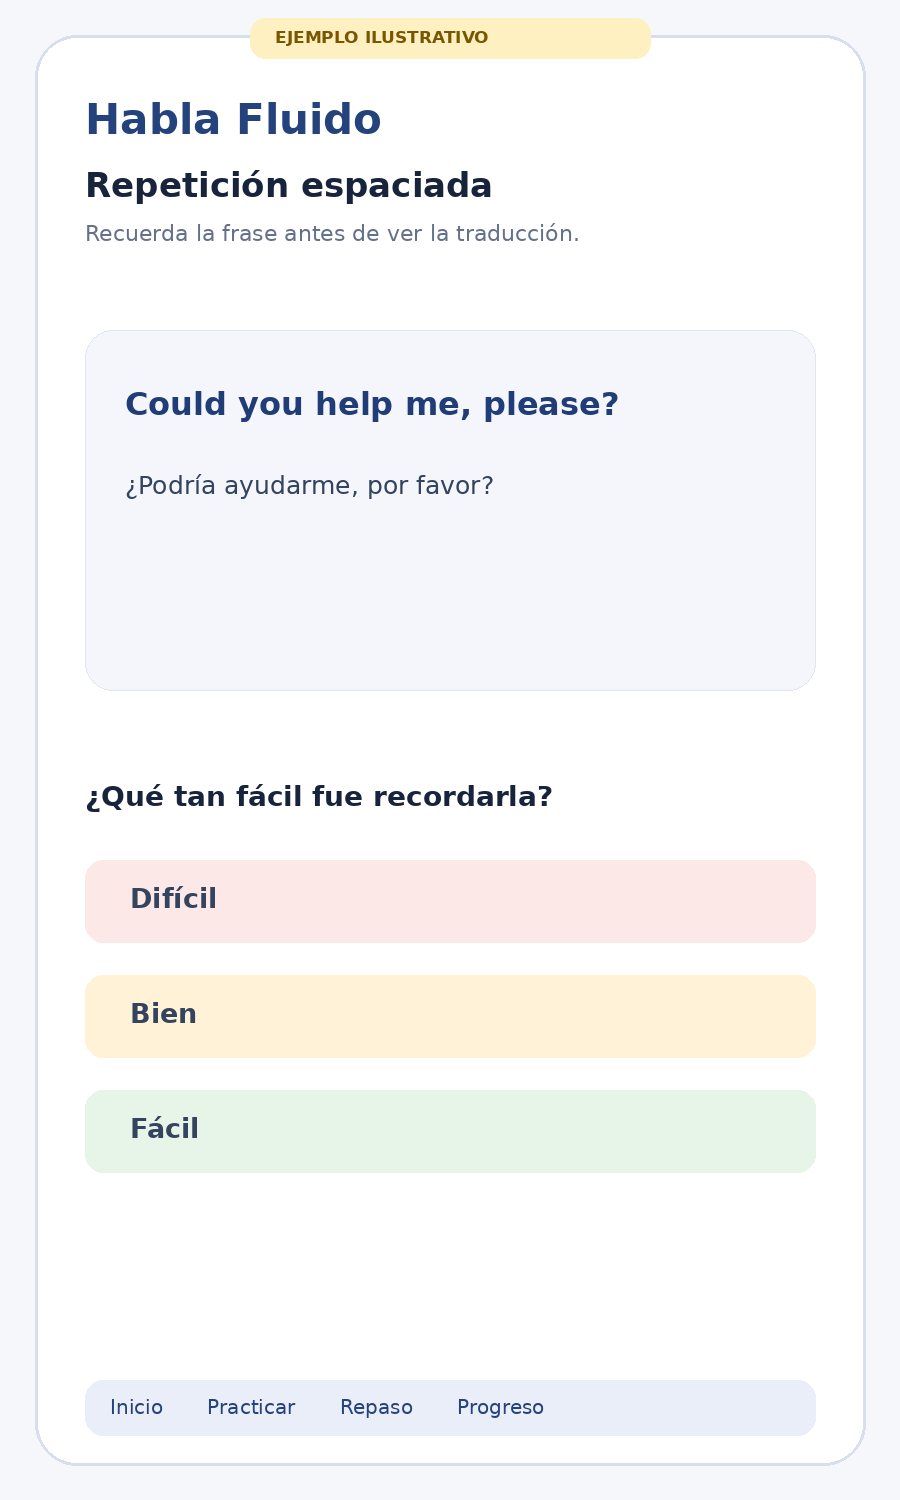 EJEMPLO ILUSTRATIVO
Habla Fluido
Repetición espaciada
Recuerda la frase antes de ver la traducción.
Could you help me, please?
¿Podría ayudarme, por favor?
¿Qué tan fácil fue recordarla?
Difícil
Bien
Fácil
Inicio Practicar Repaso Progreso